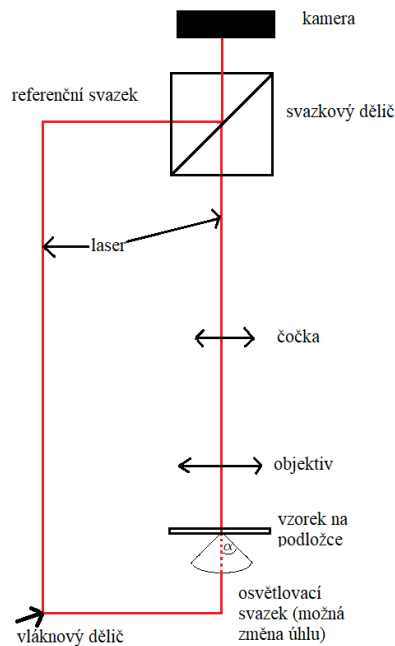 kamera
referenční svazek
svazkový dělič
laser
čočka
objektiv
vzorek na
podložce
α
osvětlovací
svazek (možná
změna úhlu)
vláknový dělič